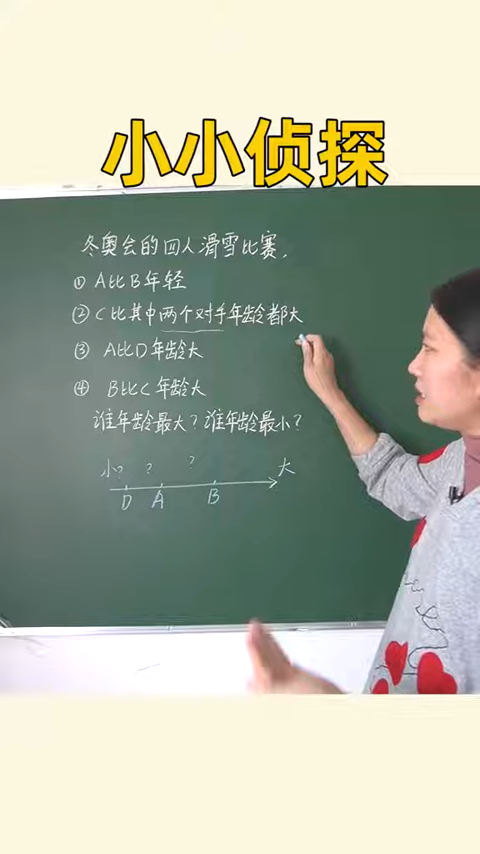 小小侦探
冬奥会的四人滑雪比赛,
① A比B年轻
② C比其中两个对手年龄都大
③ A比D年龄大
④ B比C年龄大
谁年龄最大?谁年龄最小?
小? ? ? 大
D A B